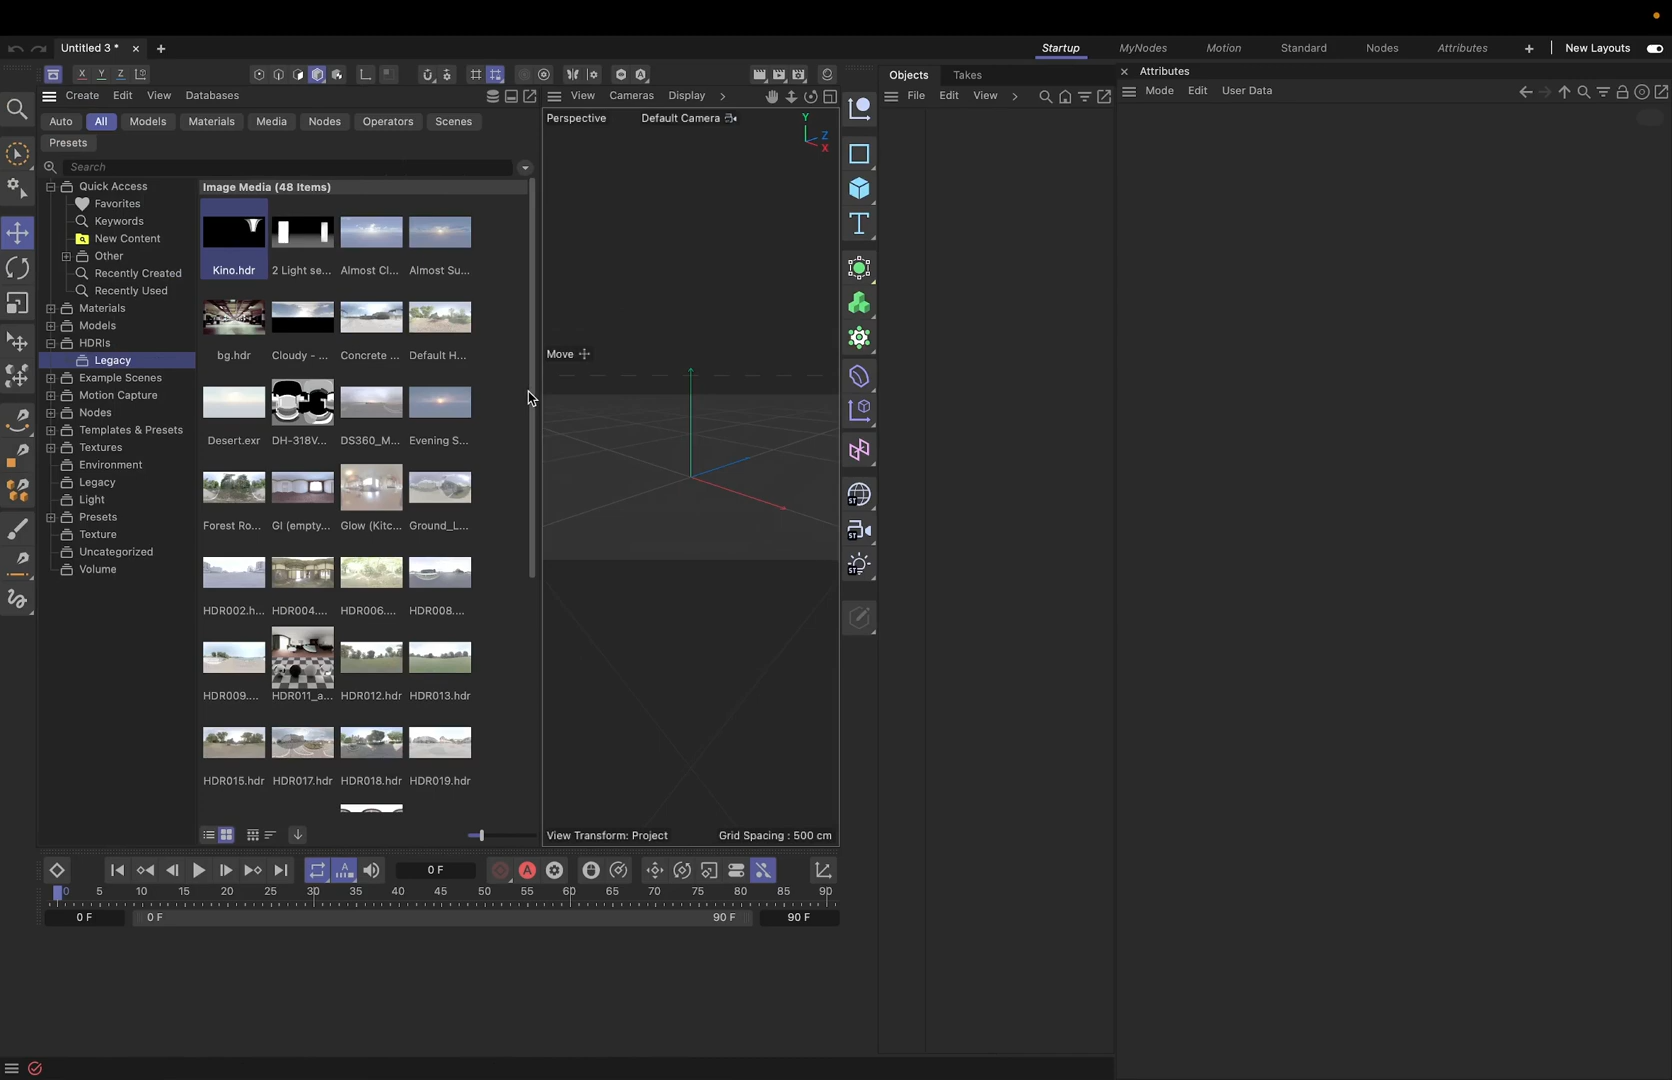 Untitled 3 *
Startup
MyNodes
Motion
Standard
Nodes
Attributes
New Layouts
X Y Z
Objects
Takes
Attributes
Create
Edit
View
Databases
View
Cameras
Display
File
Edit
View
Mode
Edit
User Data
Auto
All
Models
Materials
Media
Nodes
Operators
Scenes
Presets
Perspective
Default Camera
Y
Z
X
Search
Quick Access
Favorites
Keywords
New Content
Other
Recently Created
Recently Used
Materials
Models
HDRIs
Legacy
Example Scenes
Motion Capture
Nodes
Templates & Presets
Textures
Environment
Legacy
Light
Presets
Texture
Uncategorized
Volume
Image Media (48 Items)
Kino.hdr
2 Light se...
Almost Cl...
Almost Su...
bg.hdr
Cloudy - ...
Concrete ...
Default H...
Desert.exr
DH-318V...
DS360_M...
Evening S...
Forest Ro...
GI (empty...
Glow (Kitc...
Ground_L...
HDR002.h...
HDR004....
HDR006....
HDR008....
HDR009....
HDR011_a...
HDR012.hdr
HDR013.hdr
HDR015.hdr
HDR017.hdr
HDR018.hdr
HDR019.hdr
Move
View Transform: Project
Grid Spacing : 500 cm
ST
ST
ST
0 F
0 5 10 15 20 25 30 35 40 45 50 55 60 65 70 75 80 85 90
0 F
0 F
90 F
90 F